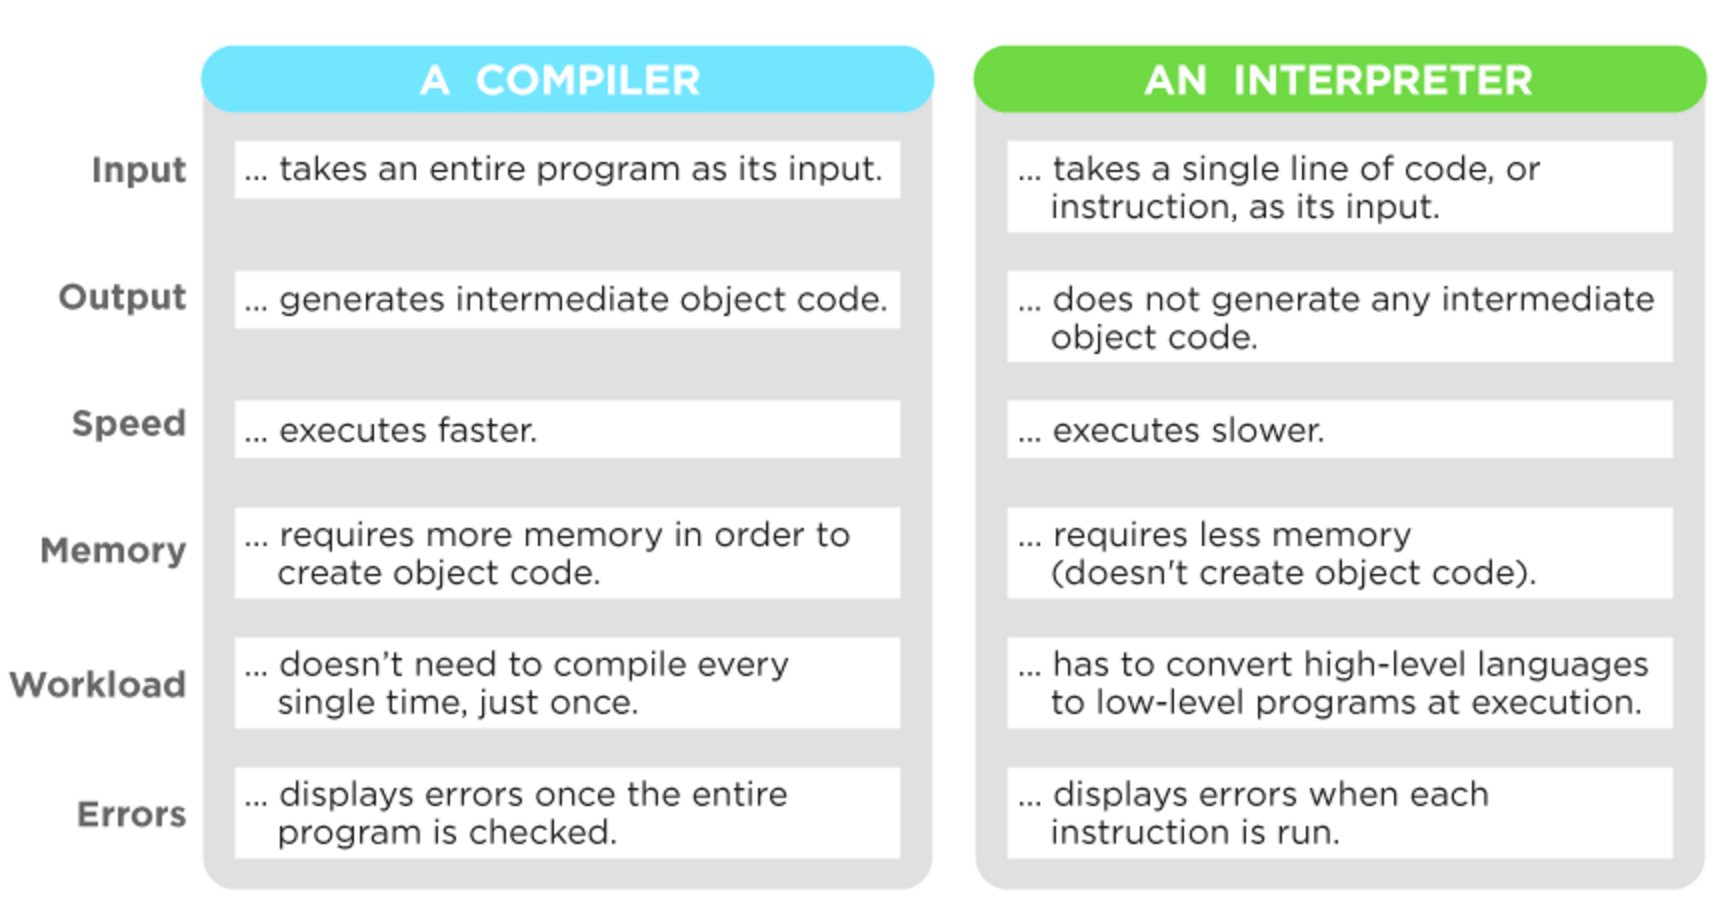 A COMPILER
AN INTERPRETER
Input
... takes an entire program as its input.
... takes a single line of code, or
instruction, as its input.
Output
... generates intermediate object code.
... does not generate any intermediate
object code.
Speed
... executes faster.
... executes slower.
Memory
... requires more memory in order to
create object code.
... requires less memory
(doesn't create object code).
Workload
... doesn’t need to compile every
single time, just once.
... has to convert high-level languages
to low-level programs at execution.
Errors
... displays errors once the entire
program is checked.
... displays errors when each
instruction is run.